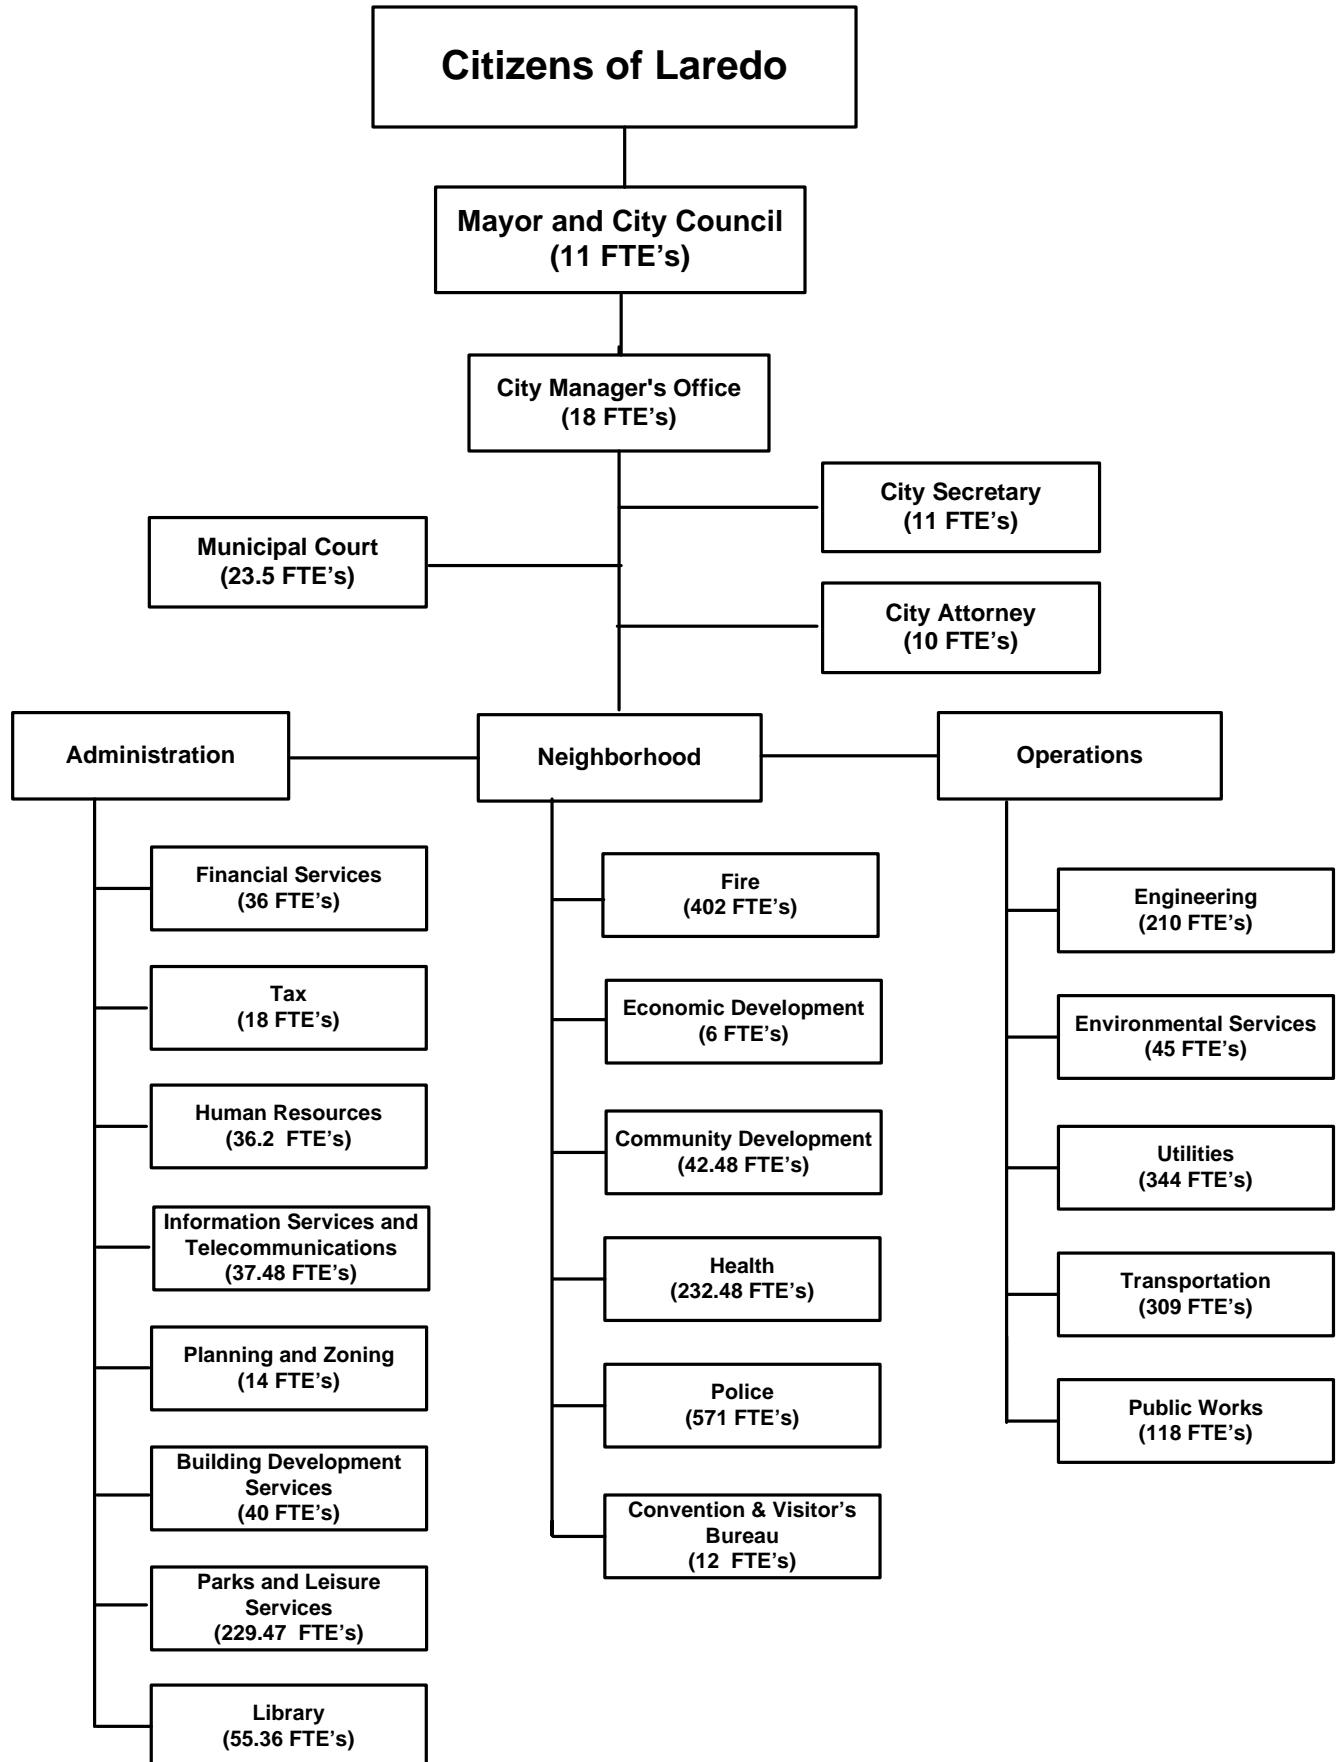 Citizens of Laredo
Mayor and City Council
(11 FTE’s)
City Manager's Office
(18 FTE’s)
City Secretary
(11 FTE’s)
Municipal Court
(23.5 FTE’s)
City Attorney
(10 FTE’s)
Administration
Neighborhood
Operations
Financial Services
(36 FTE’s)
Tax
(18 FTE’s)
Human Resources
(36.2  FTE’s)
Information Services and
Telecommunications
(37.48 FTE’s)
Planning and Zoning
(14 FTE’s)
Building Development
Services
(40 FTE’s)
Parks and Leisure
Services
(229.47  FTE’s)
Library
(55.36 FTE’s)
Fire
(402 FTE’s)
Economic Development
(6 FTE’s)
Community Development
(42.48 FTE’s)
Health
(232.48 FTE’s)
Police
(571 FTE’s)
Convention & Visitor’s
Bureau
(12  FTE’s)
Engineering
(210 FTE’s)
Environmental Services
(45 FTE’s)
Utilities
(344 FTE’s)
Transportation
(309 FTE’s)
Public Works
(118 FTE’s)